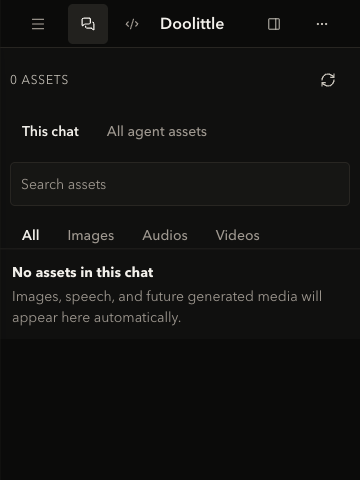 Doolittle
0 ASSETS
This chat All agent assets
Search assets
All Images Audios Videos
No assets in this chat
Images, speech, and future generated media will
appear here automatically.